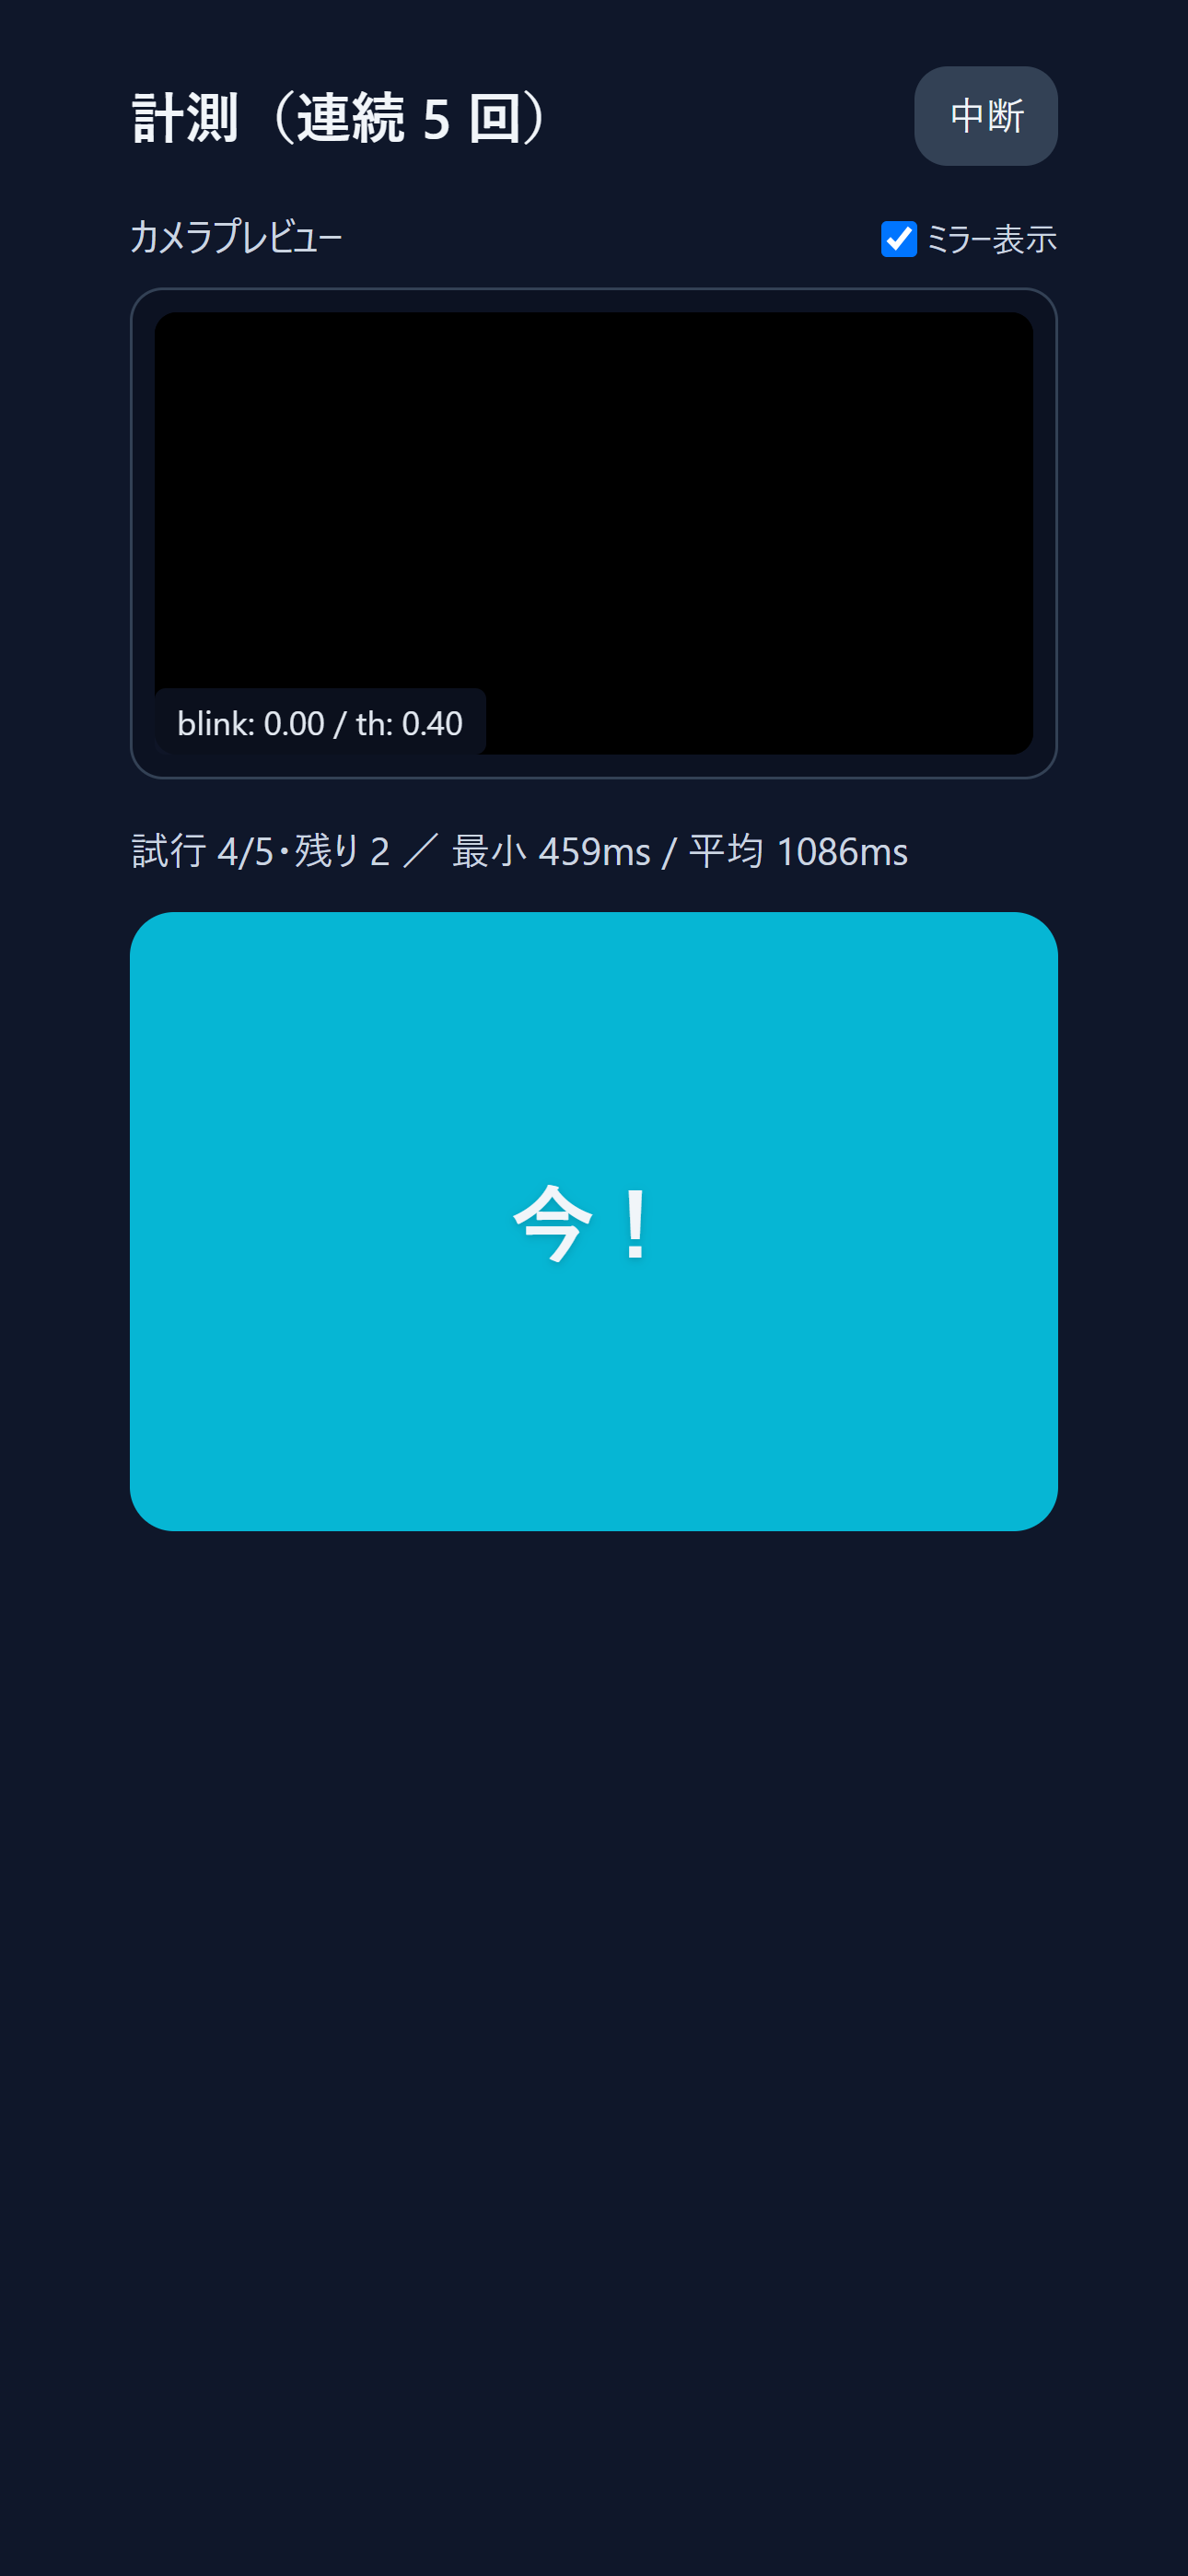 計測（連続 5 回）
中断
カメラプレビュー
ミラー表示
blink: 0.00 / th: 0.40
試行 4/5・残り 2 ／ 最小 459ms / 平均 1086ms
今！